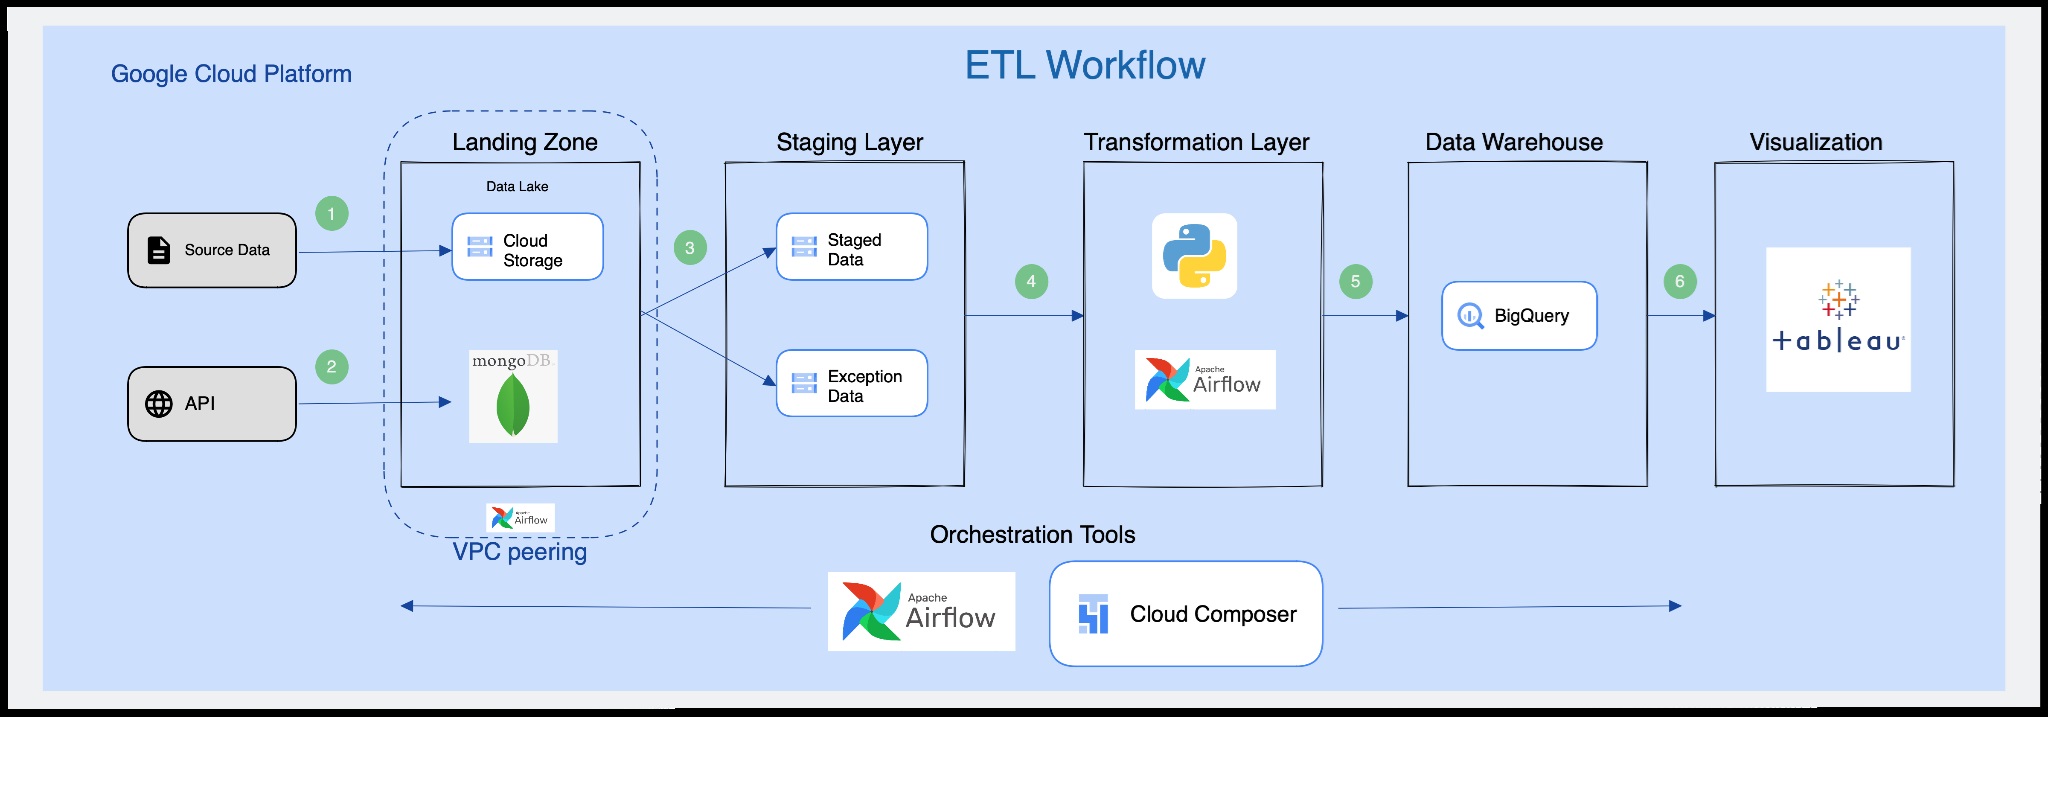 ETL Workflow
Google Cloud Platform
Landing Zone
Staging Layer
Transformation Layer
Data Warehouse
Visualization
Data Lake
1
Source Data
Cloud
Storage
3
Staged
Data
4
5
BigQuery
6
+ableau
2
API
mongoDB
Exception
Data
Apache
Airflow
Apache
Airflow
VPC peering
Orchestration Tools
Apache
Airflow
Cloud Composer